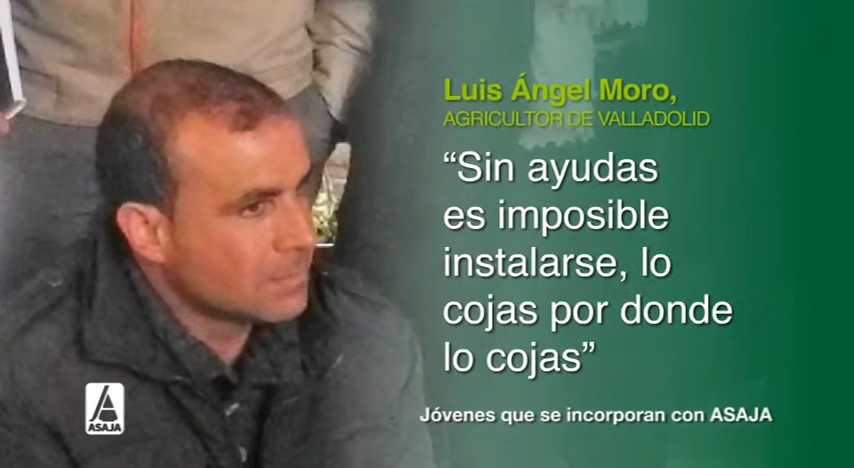 Luis Ángel Moro,
AGRICULTOR DE VALLADOLID
“Sin ayudas
es imposible
instalarse, lo
cojas por donde
lo cojas”
Jóvenes que se incorporan con ASAJA
ASAJA